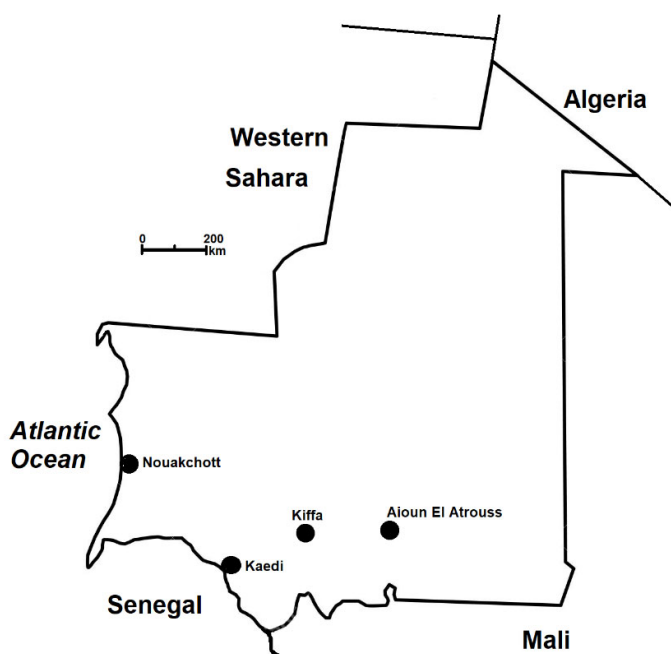 Algeria
Western
Sahara
0 200
km
Atlantic
Ocean
Nouakchott
Kiffa
Aioun El Atrouss
Kaedi
Senegal
Mali